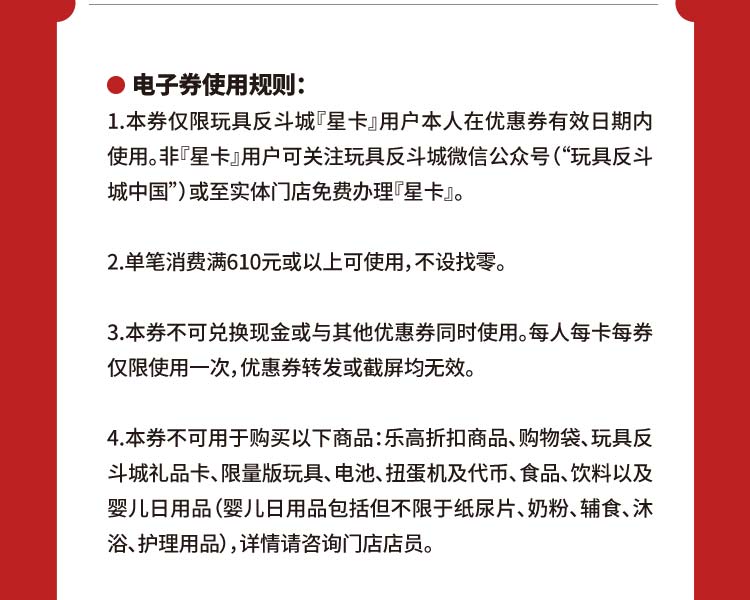 电子券使用规则：
1.本券仅限玩具反斗城『星卡』用户本人在优惠券有效日期内
使用。非『星卡』用户可关注玩具反斗城微信公众号（“玩具反斗
城中国”）或至实体门店免费办理『星卡』。
2.单笔消费满610元或以上可使用，不设找零。
3.本券不可兑换现金或与其他优惠券同时使用。每人每卡每券
仅限使用一次，优惠券转发或截屏均无效。
4.本券不可用于购买以下商品：乐高折扣商品、购物袋、玩具反
斗城礼品卡、限量版玩具、电池、扭蛋机及代币、食品、饮料以及
婴儿日用品（婴儿日用品包括但不限于纸尿片、奶粉、辅食、沐
浴、护理用品），详情请咨询门店店员。